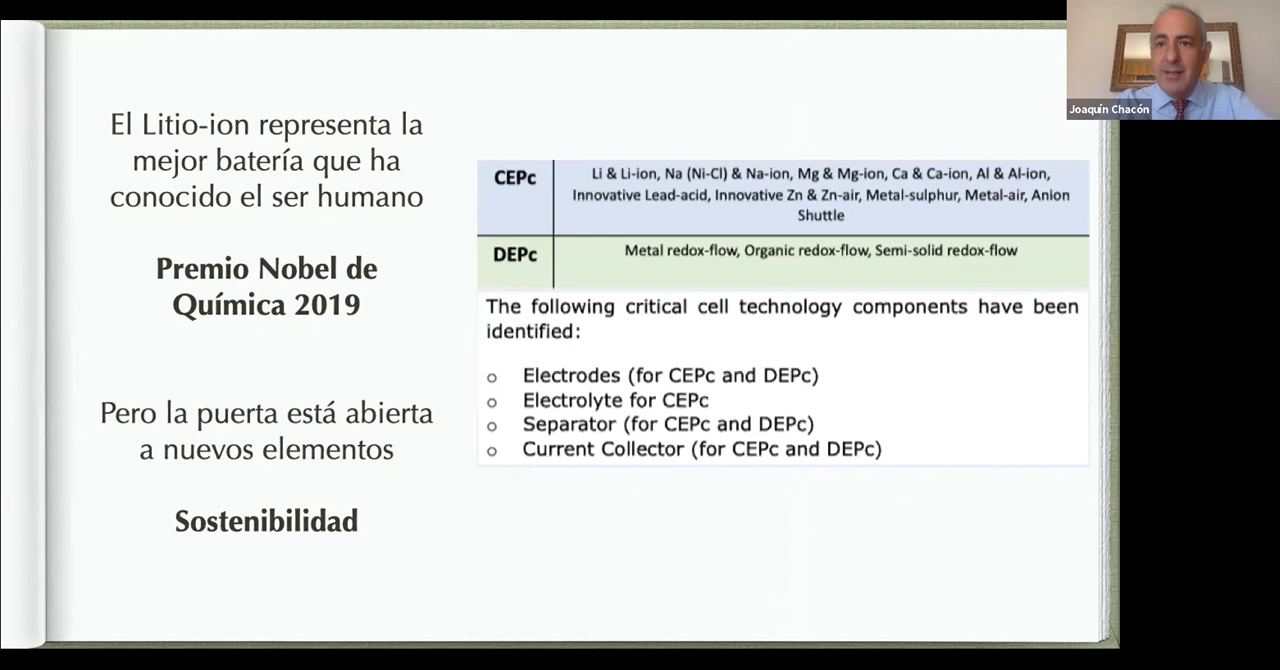 El Litio-ion representa la
mejor batería que ha
conocido el ser humano
Premio Nobel de
Química 2019
Pero la puerta está abierta
a nuevos elementos
Sostenibilidad
CEPc
Li & Li-ion, Na (Ni-Cl) & Na-ion, Mg & Mg-ion, Ca & Ca-ion, Al & Al-ion,
Innovative Lead-acid, Innovative Zn & Zn-air, Metal-sulphur, Metal-air, Anion
Shuttle
DEPc
Metal redox-flow, Organic redox-flow, Semi-solid redox-flow
The following critical cell technology components have been
identified:
o Electrodes (for CEPc and DEPc)
o Electrolyte for CEPc
o Separator (for CEPc and DEPc)
o Current Collector (for CEPc and DEPc)
Joaquín Chacón